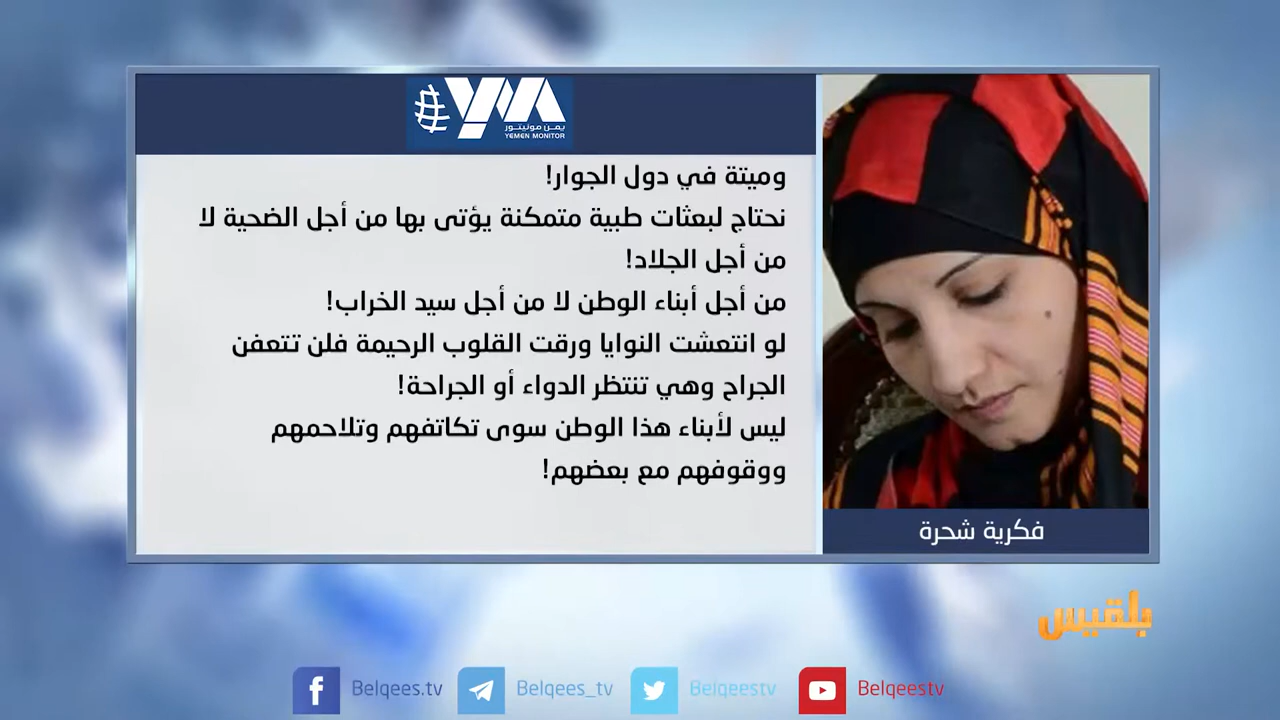 يمن مونيتور
YEMEN MONITOR
وميتة في دول الجوار!
نحتاج لبعثات طبية متمكنة يؤتى بها من أجل الضحية لا
من أجل الجلاد!
من أجل أبناء الوطن لا من أجل سيد الخراب!
لو انتعشت النوايا ورقت القلوب الرحيمة فلن تتعفن
الجراح وهي تنتظر الدواء أو الجراحة!
ليس لأبناء هذا الوطن سوى تكاتفهم وتلاحمهم
ووقوفهم مع بعضهم!
فكرية شحرة
بلقيس
Belqees.tv
Belqees_tv
Belqeestv
Belqeestv